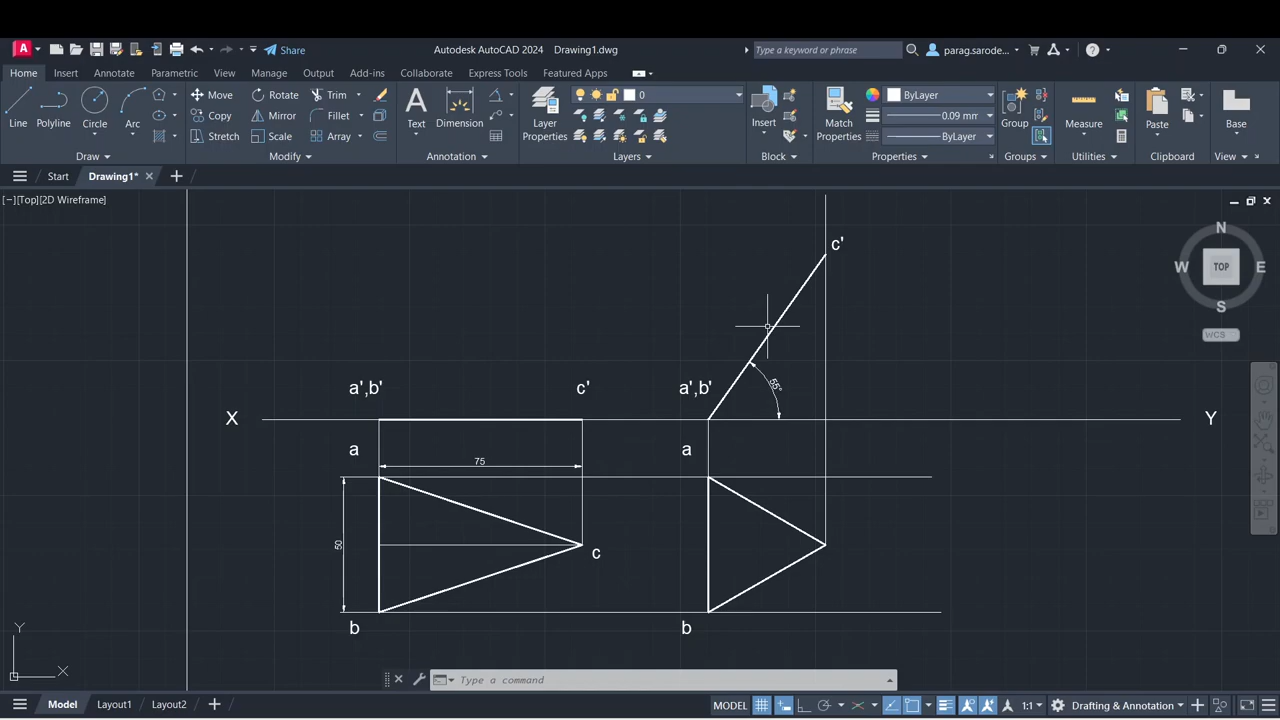 Share
Autodesk AutoCAD 2024 Drawing1.dwg
Type a keyword or phrase
parag.sarode...
Home Insert Annotate Parametric View Manage Output Add-ins Collaborate Express Tools Featured Apps
Line Polyline Circle Arc
Move Rotate Trim
Copy Mirror Fillet
Stretch Scale Array
Text Dimension
Layer Properties
0
Insert
Match Properties
ByLayer
0.09 mm
ByLayer
Group
Measure
Paste
Base
Draw Modify Annotation Layers Block Properties Groups Utilities Clipboard View
Start Drawing1* +
[−][Top][2D Wireframe]
N
W TOP E
S
WCS
c'
a',b' c' a',b'
X Y
a a
75
50
c
b b
Y
X
Type a command
Model Layout1 Layout2 +
MODEL
1:1
Drafting & Annotation